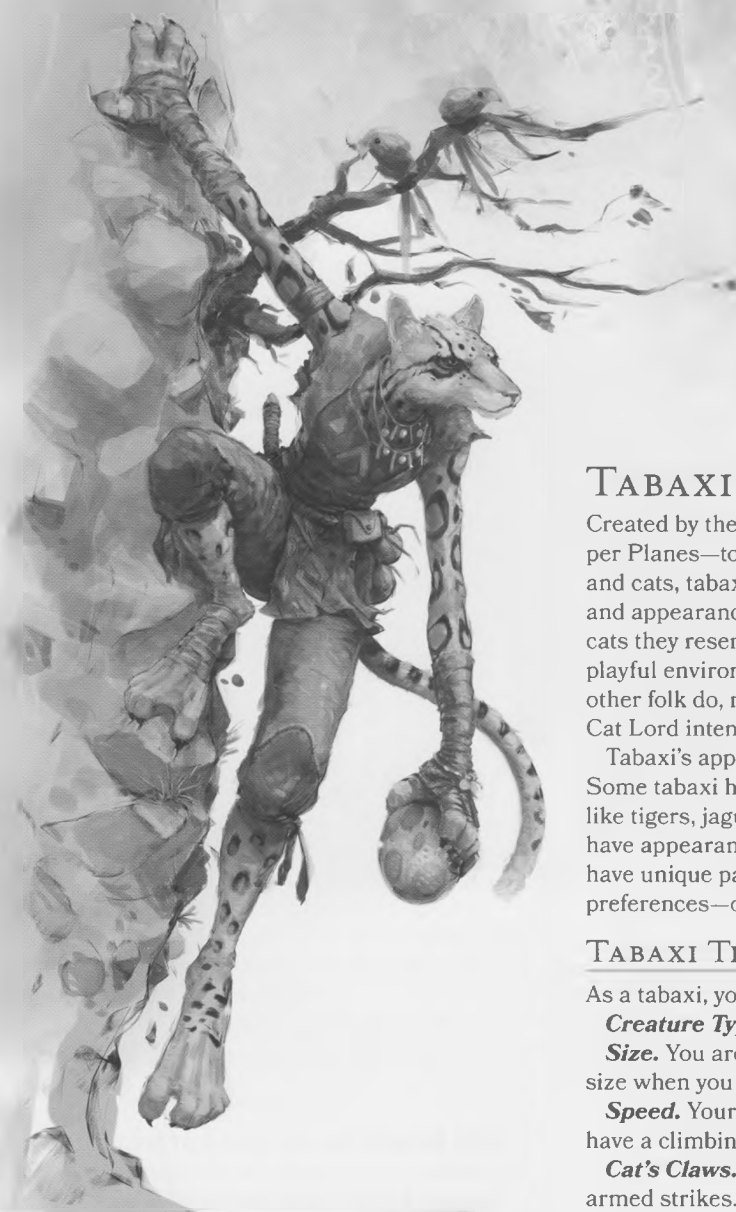 TABAXI
Created by the
per Planes—to
and cats, tabax
and appearanc
cats they resem
playful environ
other folk do, r
Cat Lord inten
Tabaxi's app
Some tabaxi h
like tigers, jagu
have appearan
have unique pa
preferences—o
TABAXI TR
As a tabaxi, yo
Creature Ty
Size. You are
size when you
Speed. Your
have a climbin
Cat's Claws.
armed strikes.